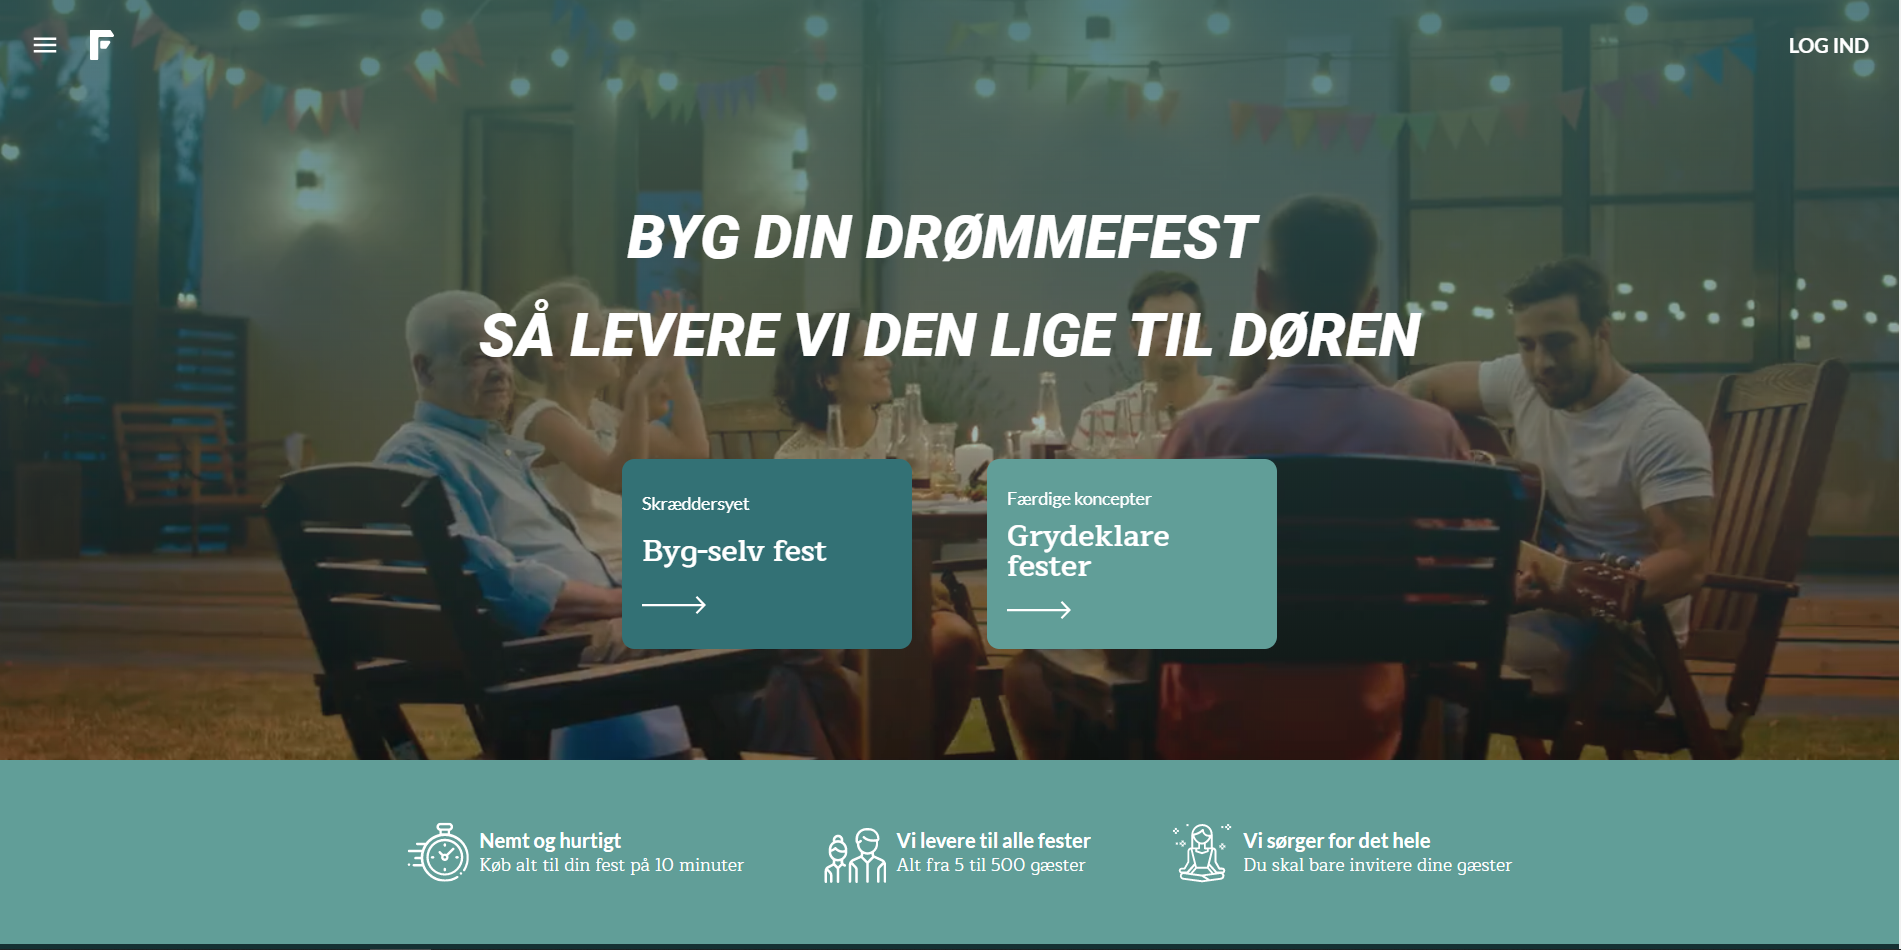 F
LOG IND
BYG DIN DRØMMEFEST
SÅ LEVERE VI DEN LIGE TIL DØREN
Skræddersyet
Byg-selv fest
Færdige koncepter
Grydeklare
fester
Nemt og hurtigt
Køb alt til din fest på 10 minuter
Vi levere til alle fester
Alt fra 5 til 500 gæster
Vi sørger for det hele
Du skal bare invitere dine gæster